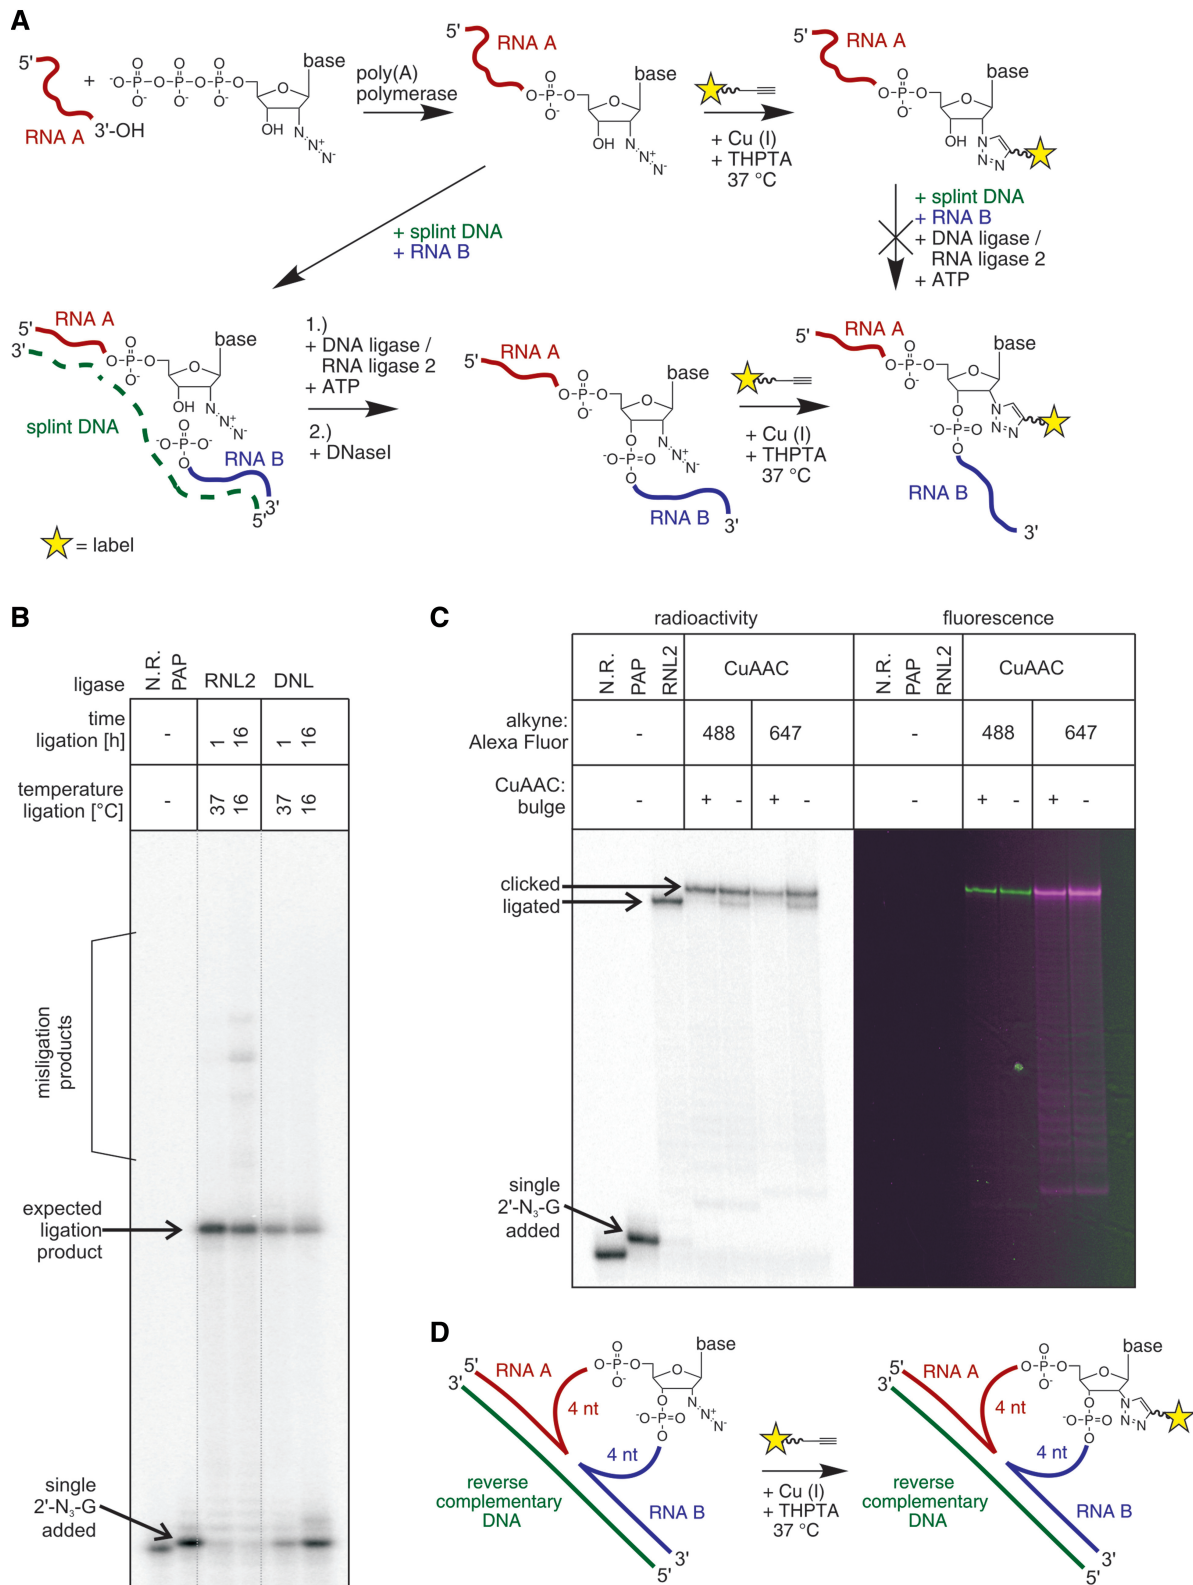 A
5'
RNA A
3'-OH
+
-O-P-O-P-O-P-O
O
O
O
O-
O-
O-
O
base
OH
N
N+
N-
poly(A)
polymerase
5'
RNA A
O-P-O
O
O-
O
base
OH
N
N+
N-
+ Cu (I)
+ THPTA
37 °C
5'
RNA A
O-P-O
O
O-
O
base
OH
N
N=N
+ splint DNA
+ RNA B
+ splint DNA
+ RNA B
+ DNA ligase /
RNA ligase 2
+ ATP
5'
RNA A
3'
O-P-O
O
O-
O
base
OH
N
N+
N-
splint DNA
-O-P-O-
O
O
RNA B
3'
5'
1.)
+ DNA ligase /
RNA ligase 2
+ ATP
2.)
+ DNaseI
5'
RNA A
O-P-O
O
O-
O
base
O
-O-P=O
O
N
N+
N-
RNA B
3'
+ Cu (I)
+ THPTA
37 °C
5'
RNA A
O-P-O
O
O-
O
base
O
-O-P=O
O
N
N=N
RNA B
3'
= label
B
ligase
N.R.
PAP
RNL2
DNL
time
ligation [h]
-
1
16
1
16
temperature
ligation [°C]
-
37
16
37
16
misligation
products
expected
ligation
product
single
2'-N3-G
added
C
radioactivity
fluorescence
N.R.
PAP
RNL2
CuAAC
N.R.
PAP
RNL2
CuAAC
alkyne:
Alexa Fluor
-
488
647
-
488
647
CuAAC:
bulge
-
+
-
+
-
-
+
-
+
-
clicked
ligated
single
2'-N3-G
added
D
5'
3'
RNA A
4 nt
O-P-O
O
O-
O
base
O
-O-P=O
O
N
N+
N-
4 nt
reverse
complementary
DNA
RNA B
3'
5'
+ Cu (I)
+ THPTA
37 °C
5'
3'
RNA A
4 nt
O-P-O
O
O-
O
base
O
-O-P=O
O
N
N=N
4 nt
reverse
complementary
DNA
RNA B
3'
5'